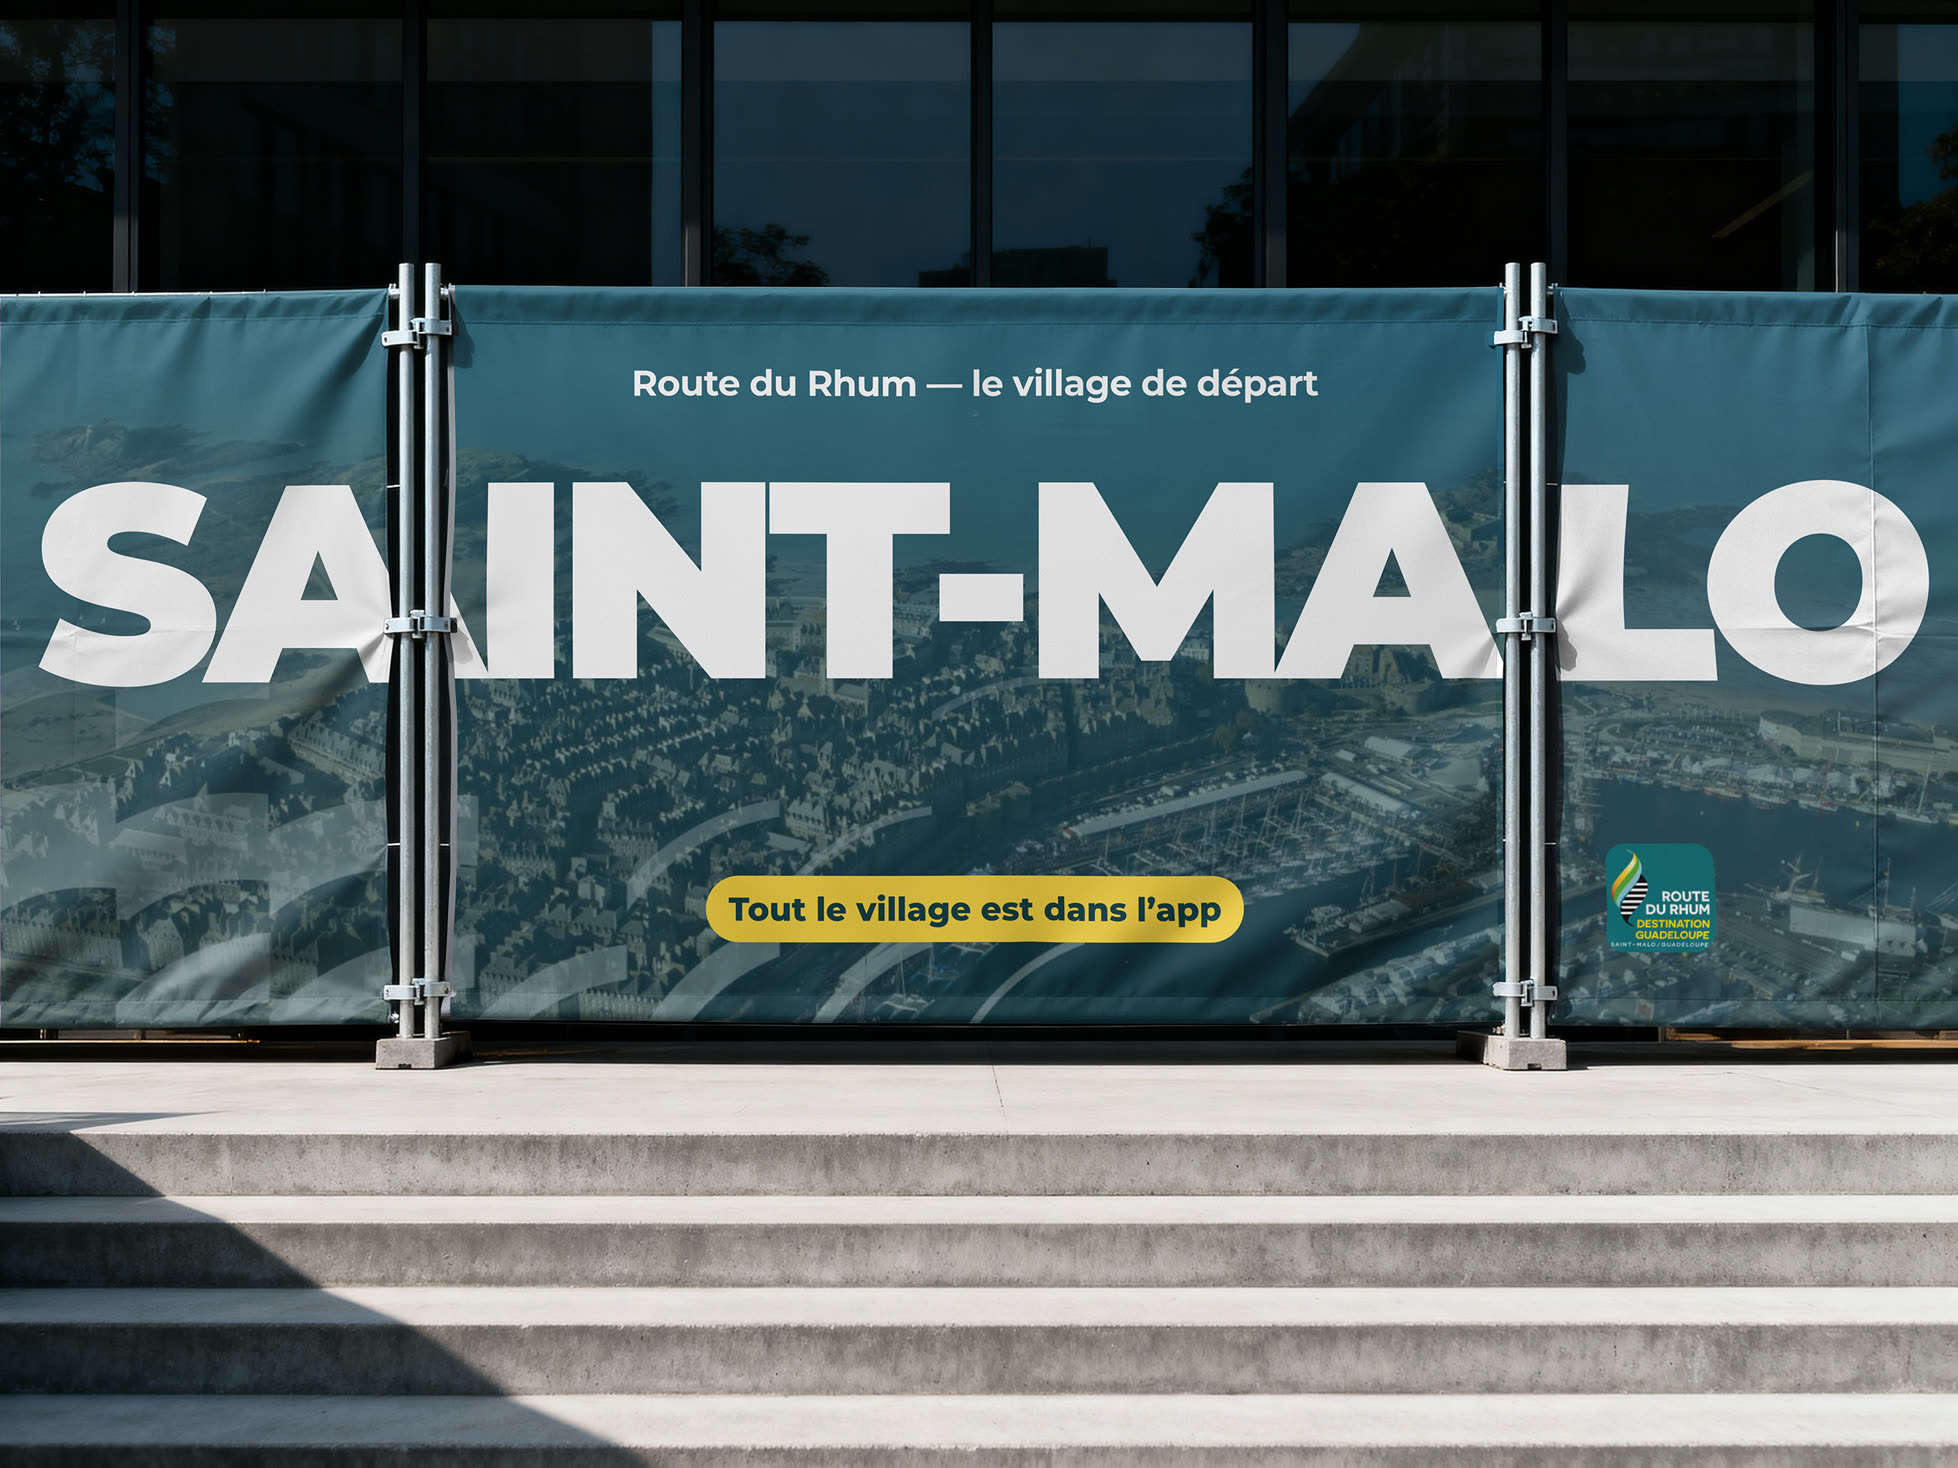 Route du Rhum — le village de départ
SAINT-MALO
Tout le village est dans l’app
ROUTE
DU RHUM
DESTINATION
GUADELOUPE
SAINT-MALO/GUADELOUPE